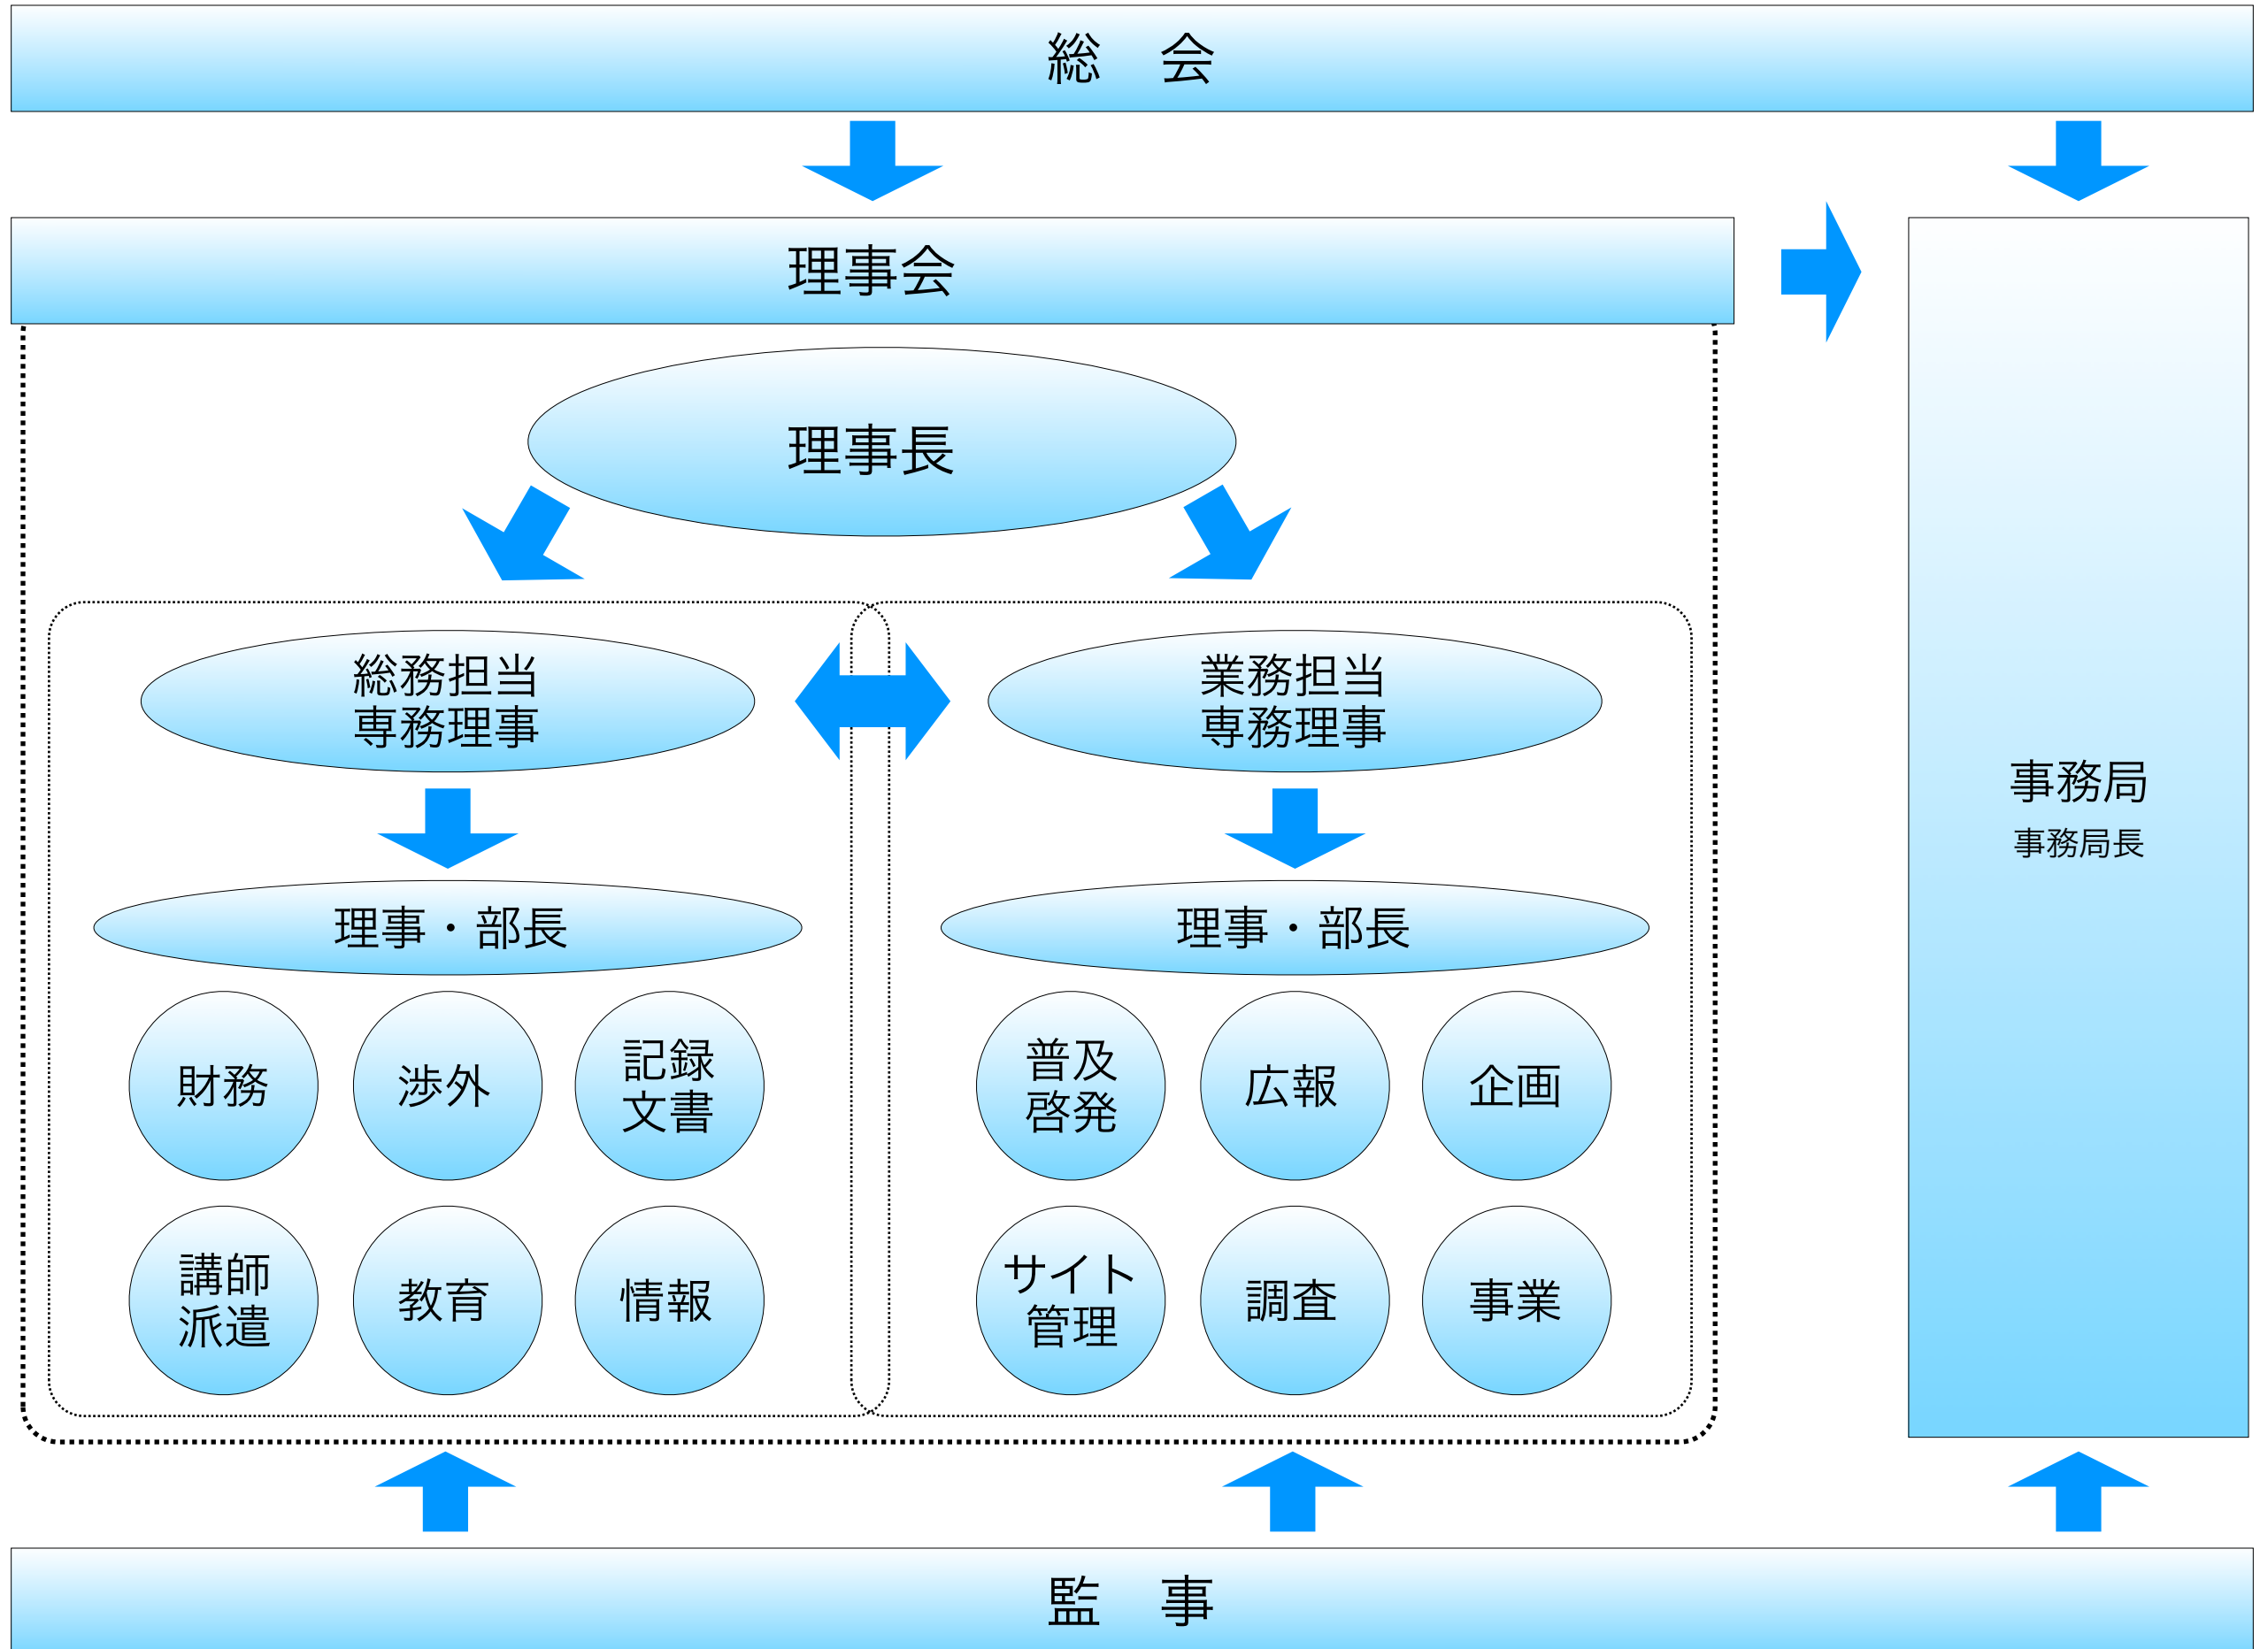 総　会
理事会
理事長
総務担当
専務理事
業務担当
専務理事
理事・部長
理事・部長
財務
渉外
記録
文書
講師
派遣
教育
情報
普及
啓発
広報
企画
サイト
管理
調査
事業
事務局
事務局長
監　事